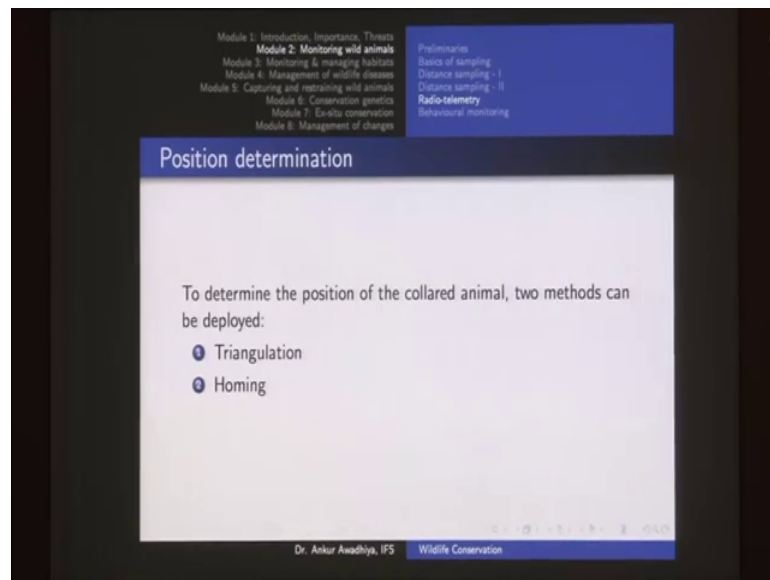 Module 1: Introduction, Importance, Threats
Module 2: Monitoring wild animals
Module 3: Monitoring & managing habitats
Module 4: Management of wildlife diseases
Module 5: Capturing and restraining wild animals
Module 6: Conservation genetics
Module 7: Ex-situ conservation
Module 8: Management of changes
Preliminaries
Basics of sampling
Distance sampling - I
Distance sampling - II
Radio-telemetry
Behavioural monitoring
Position determination
To determine the position of the collared animal, two methods can
be deployed:
1 Triangulation
2 Homing
Dr. Ankur Awadhiya, IFS
Wildlife Conservation